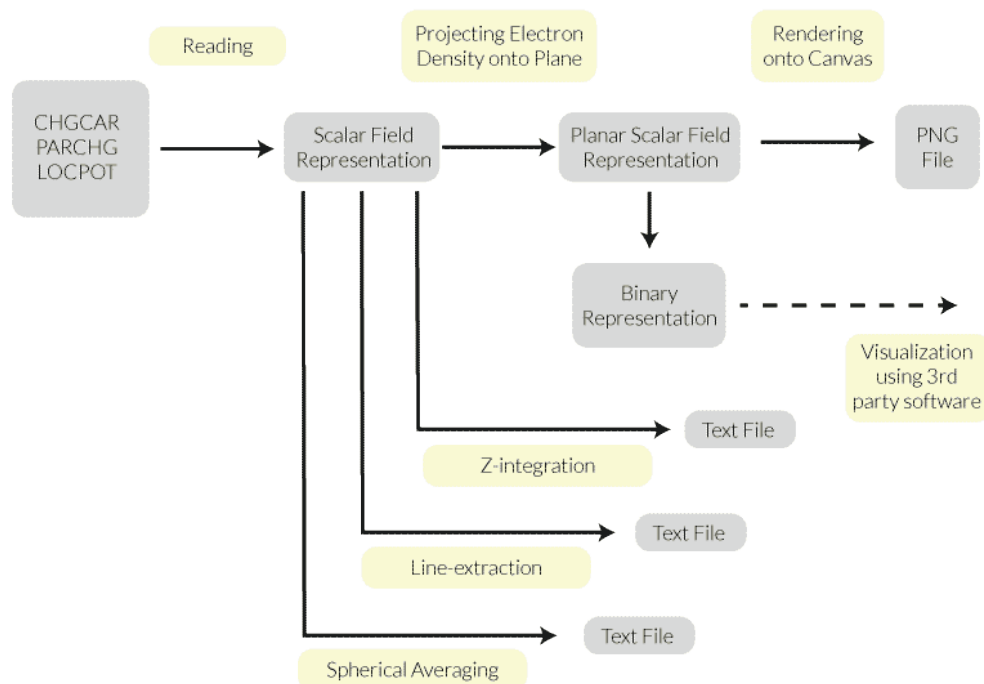 Reading
Projecting Electron
Density onto Plane
Rendering
onto Canvas
CHGCAR
PARCHG
LOCPOT
Scalar Field
Representation
Planar Scalar Field
Representation
PNG
File
Binary
Representation
Visualization
using 3rd
party software
Text File
Z-integration
Text File
Line-extraction
Text File
Spherical Averaging